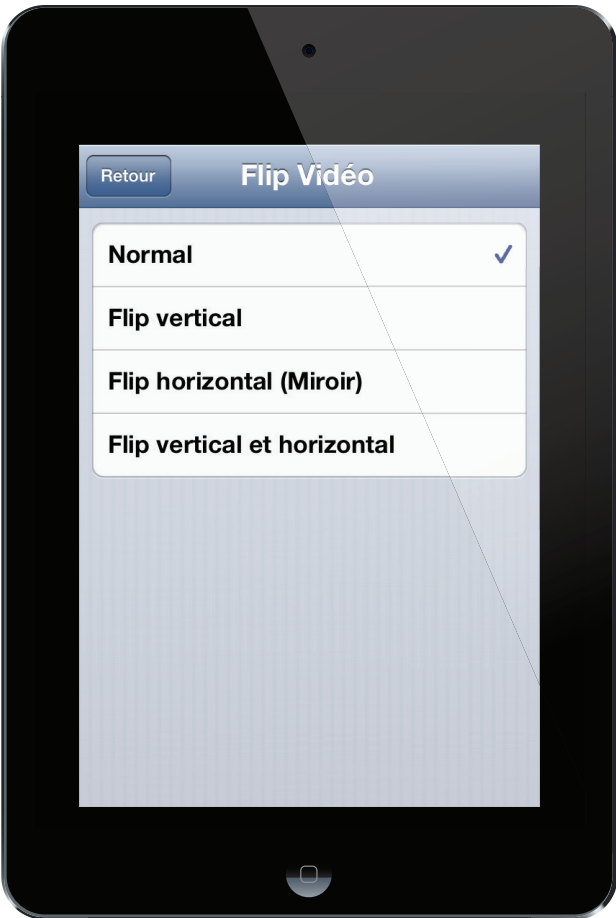 Retour
Flip Vidéo
Normal
Flip vertical
Flip horizontal (Miroir)
Flip vertical et horizontal